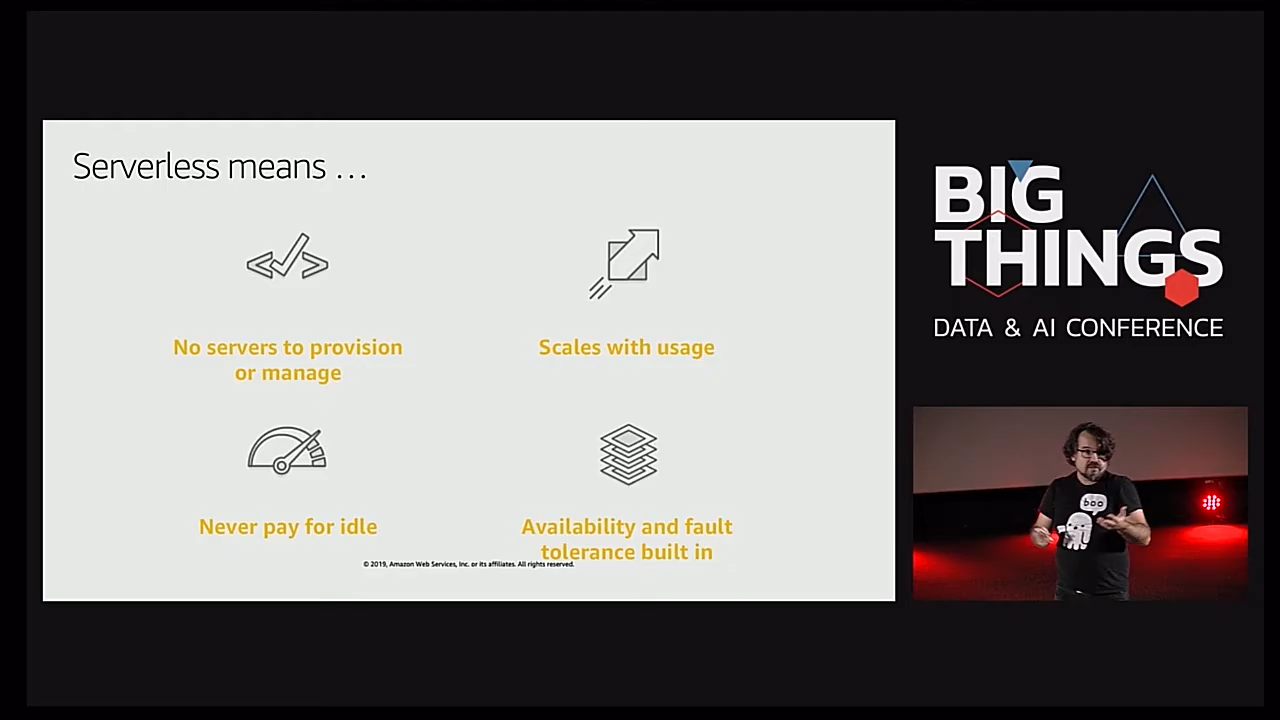 Serverless means ...
No servers to provision
or manage
Scales with usage
Never pay for idle
Availability and fault
tolerance built in
© 2019, Amazon Web Services, Inc. or its affiliates. All rights reserved.
BIG
THINGS
DATA & AI CONFERENCE
boo